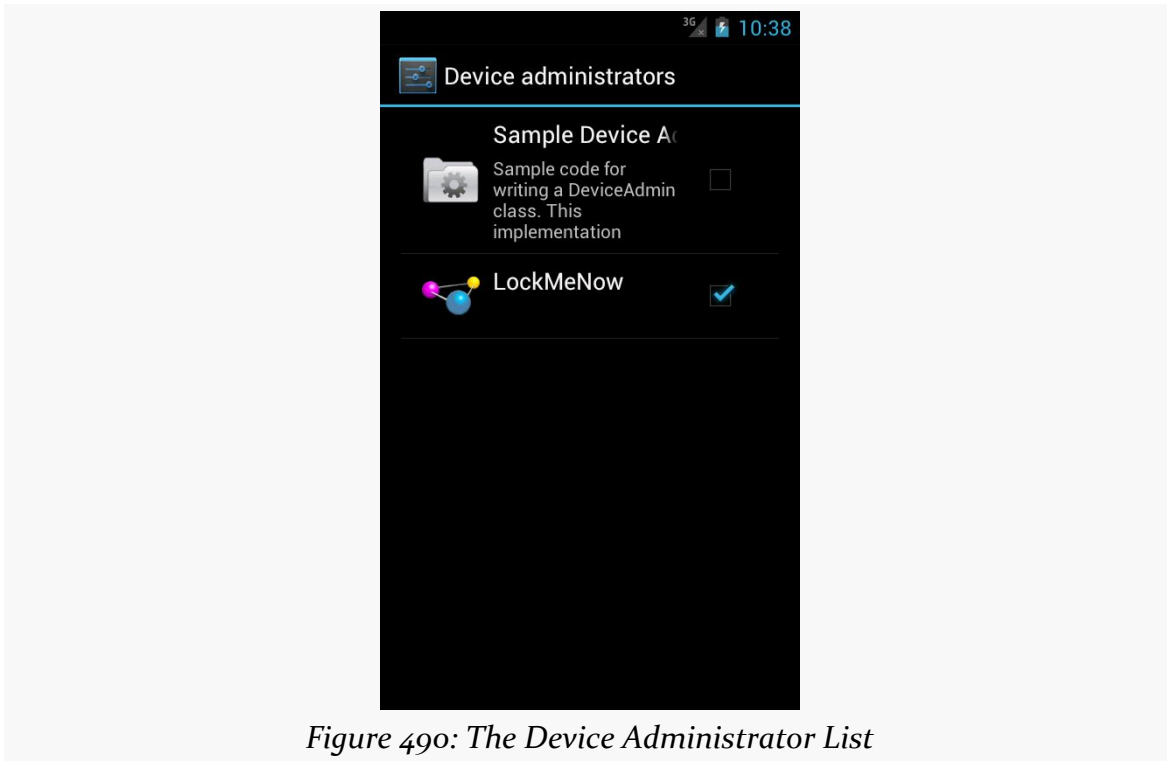 3G
10:38
Device administrators
Sample Device A
Sample code for
writing a DeviceAdmin
class. This
implementation
LockMeNow
Figure 490: The Device Administrator List